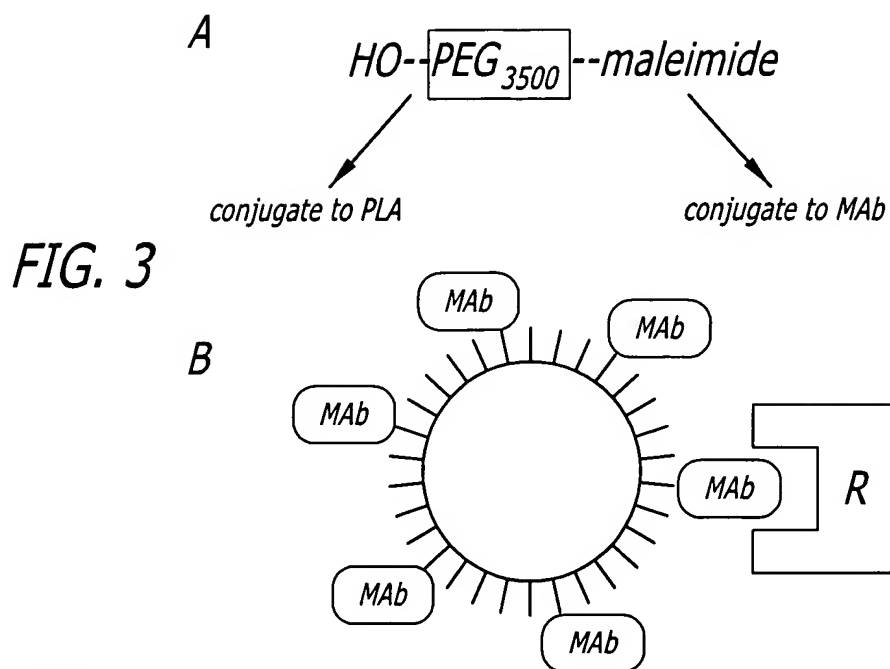 A
HO--PEG3500--maleimide
conjugate to PLA
conjugate to MAb
FIG. 3
B
MAb
MAb
MAb
MAb
R
MAb
MAb